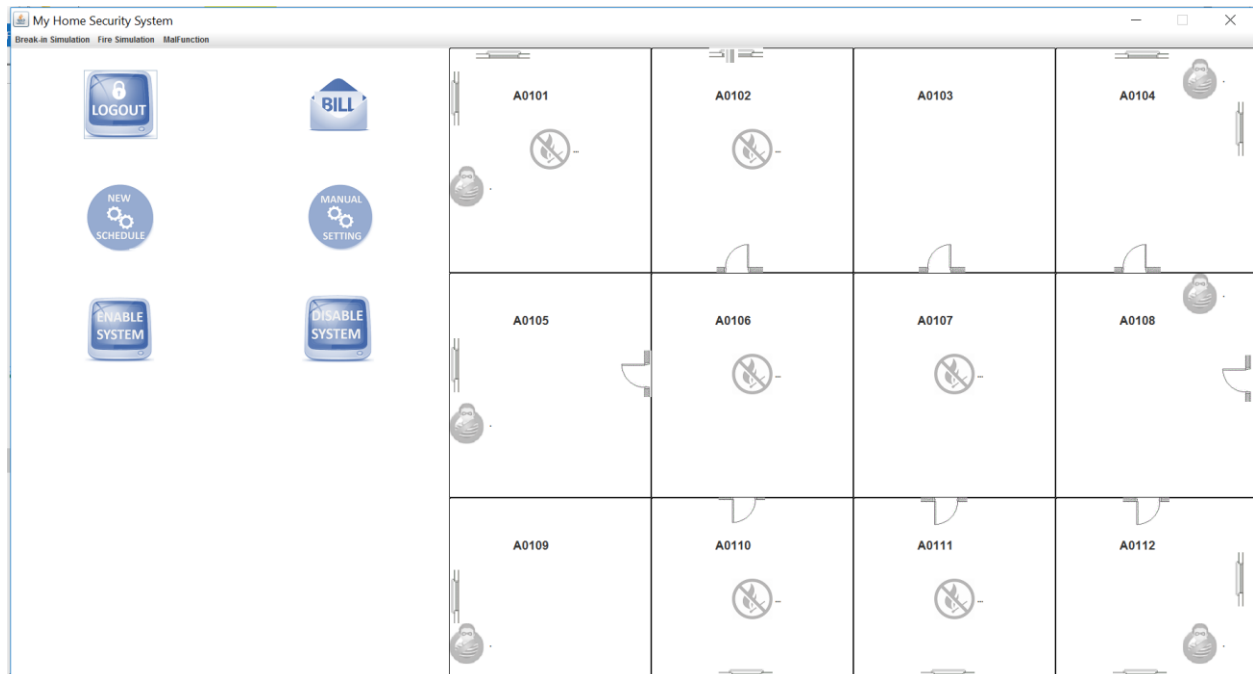 My Home Security System
Break-in Simulation Fire Simulation MalFunction
LOGOUT
BILL
NEW
SCHEDULE
MANUAL
SETTING
ENABLE
SYSTEM
DISABLE
SYSTEM
A0101
A0102
A0103
A0104
A0105
A0106
A0107
A0108
A0109
A0110
A0111
A0112